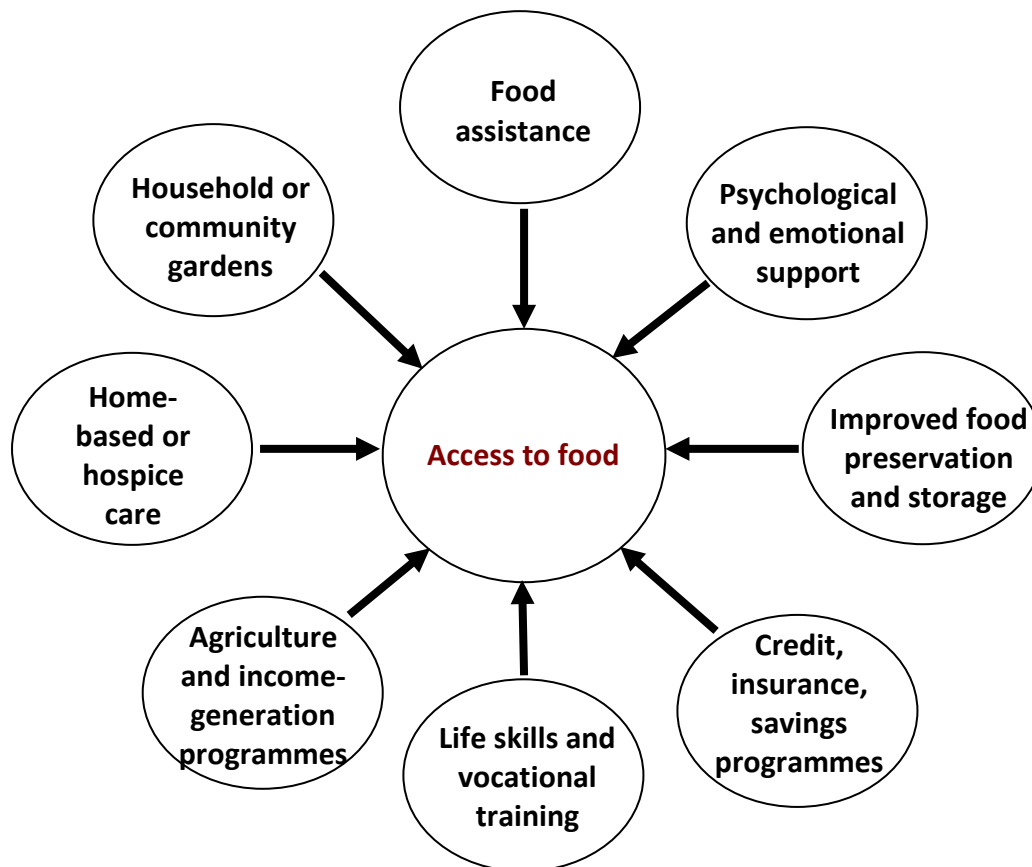 Food
assistance
Psychological
and emotional
support
Improved food
preservation
and storage
Credit,
insurance,
savings
programmes
Life skills and
vocational
training
Agriculture
and income-
generation
programmes
Home-
based or
hospice
care
Household or
community
gardens
Access to food